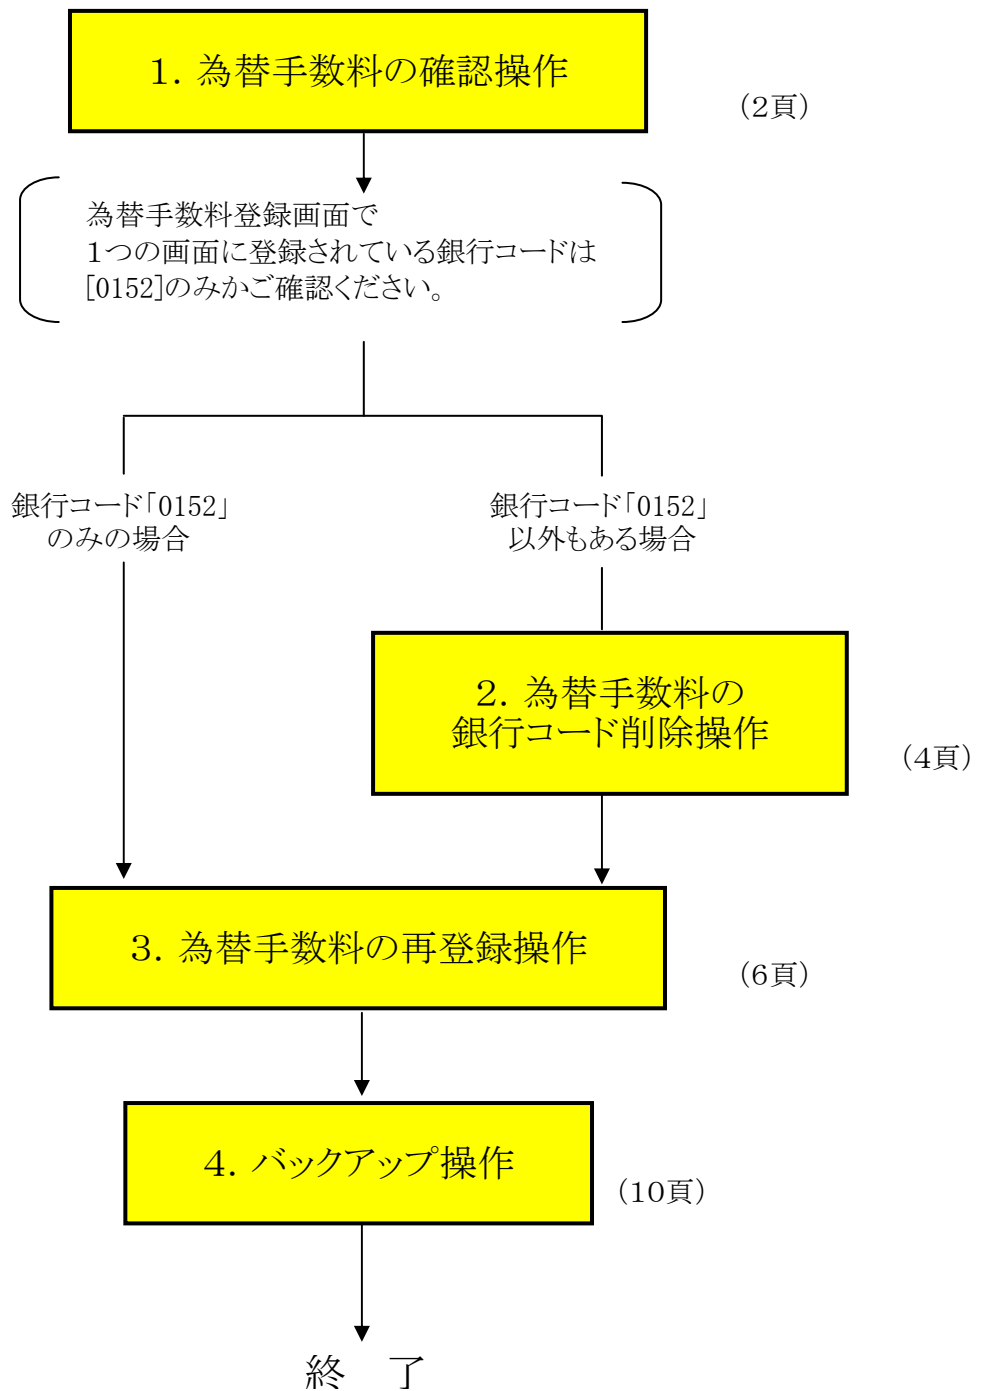 １．為替手数料の確認操作
（２頁）
為替手数料登録画面で
１つの画面に登録されている銀行コードは
[0152]のみかご確認ください。
銀行コード「0152」
のみの場合
銀行コード「0152」
以外もある場合
２．為替手数料の
銀行コード削除操作
（４頁）
３．為替手数料の再登録操作
（６頁）
４．バックアップ操作
（１０頁）
終　了